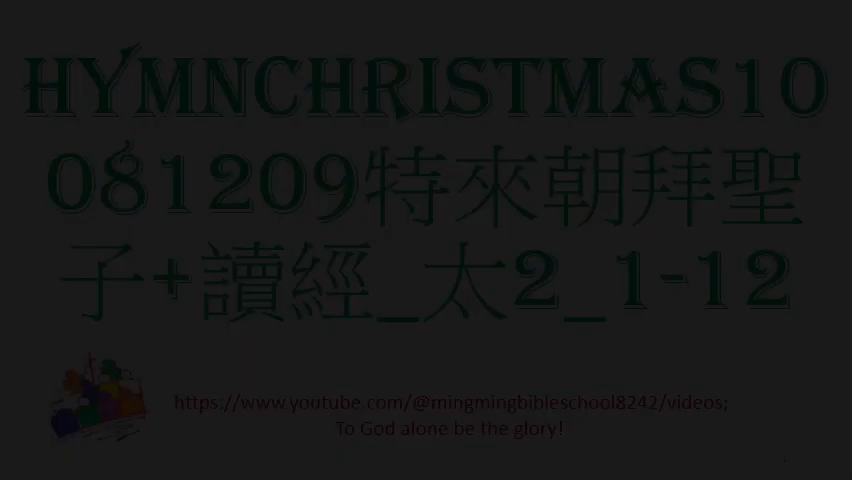 HYMNCHRISTMAS10
081209特來朝拜聖
子+讀經_太2_1-12
https://www.youtube.com/@mingmingbibleschool8242/videos;
To God alone be the glory!